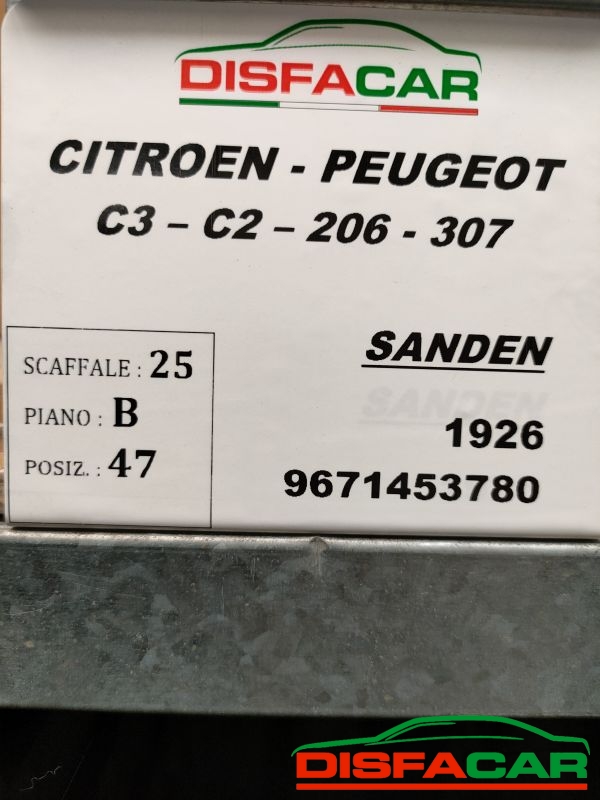 DISFACAR
CITROEN - PEUGEOT
C3 – C2 – 206 - 307
SCAFFALE : 25
PIANO : B
POSIZ. : 47
SANDEN
1926
9671453780
DISFACAR